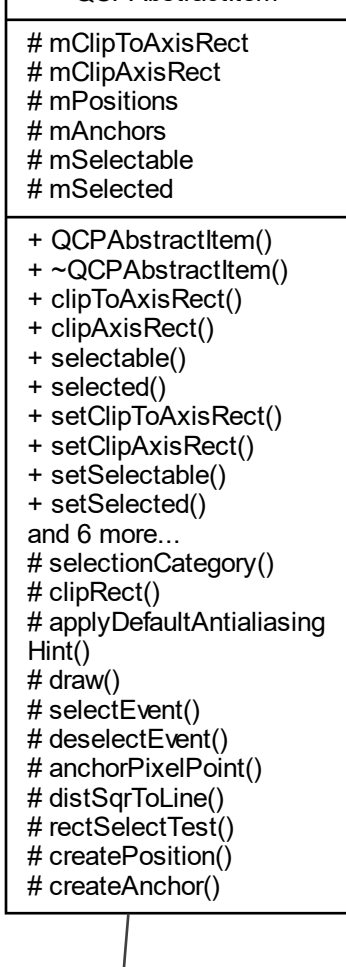 # mClipToAxisRect
# mClipAxisRect
# mPositions
# mAnchors
# mSelectable
# mSelected
+ QCPAbstractItem()
+ ~QCPAbstractItem()
+ clipToAxisRect()
+ clipAxisRect()
+ selectable()
+ selected()
+ setClipToAxisRect()
+ setClipAxisRect()
+ setSelectable()
+ setSelected()
and 6 more...
# selectionCategory()
# clipRect()
# applyDefaultAntialiasing
Hint()
# draw()
# selectEvent()
# deselectEvent()
# anchorPixelPoint()
# distSqrToLine()
# rectSelectTest()
# createPosition()
# createAnchor()